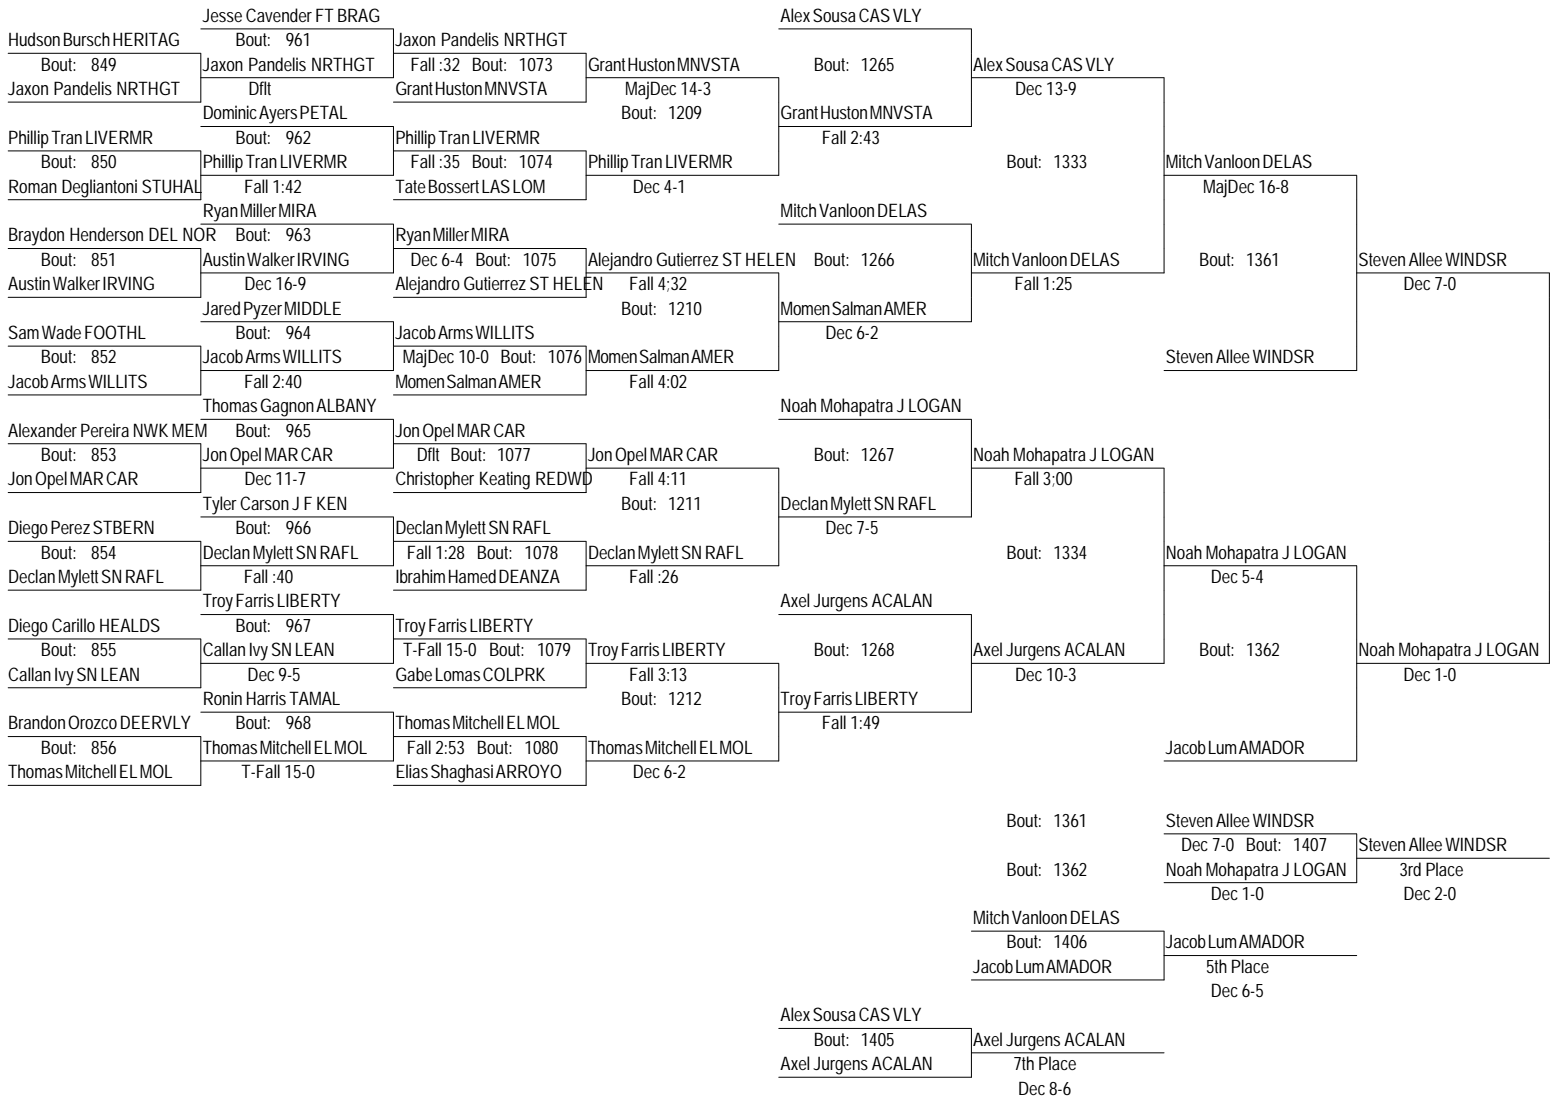 Jesse Cavender FT BRAG Alex Sousa CAS VLY
Hudson Bursch HERITAG Bout: 961 Jaxon Pandelis NRTHGT
Bout: 849 Jaxon Pandelis NRTHGT Fall :32 Bout: 1073 Grant Huston MNVSTA Bout: 1265 Alex Sousa CAS VLY
Jaxon Pandelis NRTHGT Dflt Grant Huston MNVSTA MajDec 14-3 Dec 13-9
Dominic Ayers PETAL Bout: 1209 Grant Huston MNVSTA
Phillip Tran LIVERMR Bout: 962 Phillip Tran LIVERMR Fall 2:43
Bout: 850 Phillip Tran LIVERMR Fall :35 Bout: 1074 Phillip Tran LIVERMR Bout: 1333 Mitch Vanloon DELAS
Roman Degliantoni STUHAL Fall 1:42 Tate Bossert LAS LOM Dec 4-1 MajDec 16-8
Ryan Miller MIRA Mitch Vanloon DELAS
Braydon Henderson DEL NOR Bout: 963 Ryan Miller MIRA
Bout: 851 Austin Walker IRVING Dec 6-4 Bout: 1075 Alejandro Gutierrez ST HELEN Bout: 1266 Mitch Vanloon DELAS Bout: 1361 Steven Allee WINDSR
Austin Walker IRVING Dec 16-9 Alejandro Gutierrez ST HELEN Fall 4;32 Fall 1:25 Dec 7-0
Jared Pyzer MIDDLE Bout: 1210 Momen Salman AMER
Sam Wade FOOTHL Bout: 964 Jacob Arms WILLITS Dec 6-2
Bout: 852 Jacob Arms WILLITS MajDec 10-0 Bout: 1076 Momen Salman AMER Steven Allee WINDSR
Jacob Arms WILLITS Fall 2:40 Momen Salman AMER Fall 4:02
Thomas Gagnon ALBANY Noah Mohapatra J LOGAN
Alexander Pereira NWK MEM Bout: 965 Jon Opel MAR CAR
Bout: 853 Jon Opel MAR CAR Dflt Bout: 1077 Jon Opel MAR CAR Bout: 1267 Noah Mohapatra J LOGAN
Jon Opel MAR CAR Dec 11-7 Christopher Keating REDWD Fall 4:11 Fall 3;00
Tyler Carson J F KEN Bout: 1211 Declan Mylett SN RAFL
Diego Perez STBERN Bout: 966 Declan Mylett SN RAFL Dec 7-5
Bout: 854 Declan Mylett SN RAFL Fall 1:28 Bout: 1078 Declan Mylett SN RAFL Bout: 1334 Noah Mohapatra J LOGAN
Declan Mylett SN RAFL Fall :40 Ibrahim Hamed DEANZA Fall :26 Dec 5-4
Troy Farris LIBERTY Axel Jurgens ACALAN
Diego Carillo HEALDS Bout: 967 Troy Farris LIBERTY
Bout: 855 Callan Ivy SN LEAN T-Fall 15-0 Bout: 1079 Troy Farris LIBERTY Bout: 1268 Axel Jurgens ACALAN Bout: 1362 Noah Mohapatra J LOGAN
Callan Ivy SN LEAN Dec 9-5 Gabe Lomas COLPRK Fall 3:13 Dec 10-3 Dec 1-0
Ronin Harris TAMAL Bout: 1212 Troy Farris LIBERTY
Brandon Orozco DEERVLY Bout: 968 Thomas Mitchell EL MOL Fall 1:49
Bout: 856 Thomas Mitchell EL MOL Fall 2:53 Bout: 1080 Thomas Mitchell EL MOL Jacob Lum AMADOR
Thomas Mitchell EL MOL T-Fall 15-0 Elias Shaghasi ARROYO Dec 6-2
Bout: 1361 Steven Allee WINDSR
Dec 7-0 Bout: 1407 Steven Allee WINDSR
Bout: 1362 Noah Mohapatra J LOGAN 3rd Place
Dec 1-0 Dec 2-0
Mitch Vanloon DELAS
Bout: 1406 Jacob Lum AMADOR
Jacob Lum AMADOR 5th Place
Dec 6-5
Alex Sousa CAS VLY
Bout: 1405 Axel Jurgens ACALAN
Axel Jurgens ACALAN 7th Place
Dec 8-6